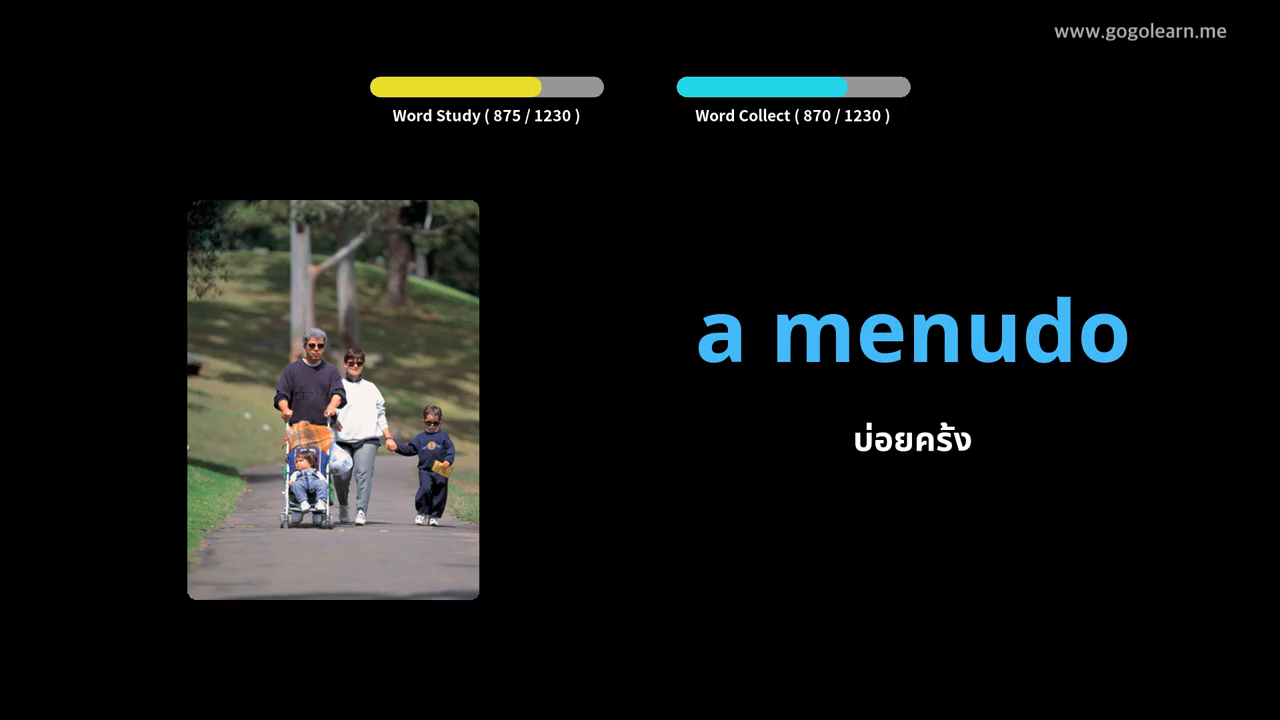 www.gogolearn.me
Word Study ( 875 / 1230 )
Word Collect ( 870 / 1230 )
a menudo
บ่อยครั้ง